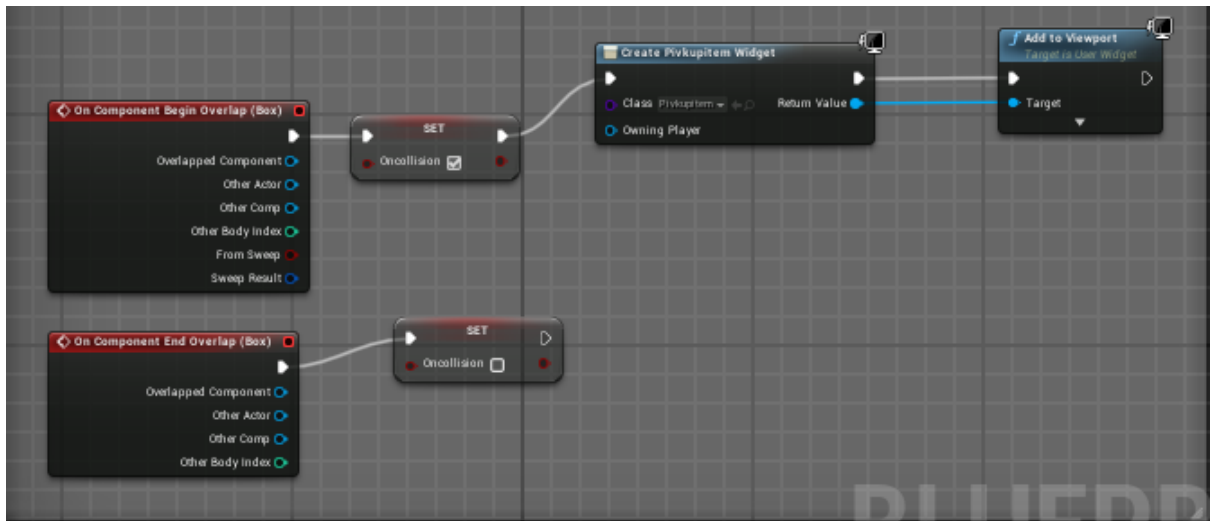 On Component Begin Overlap (Box)
Overlapped Component
Other Actor
Other Comp
Other Body Index
From Sweep
Sweep Result
SET
Oncollision
Create Pivkupitem Widget
Class Pivkupitem Return Value
Owning Player
f Add to Viewport
Target is User Widget
Target
On Component End Overlap (Box)
Overlapped Component
Other Actor
Other Comp
Other Body Index
SET
Oncollision